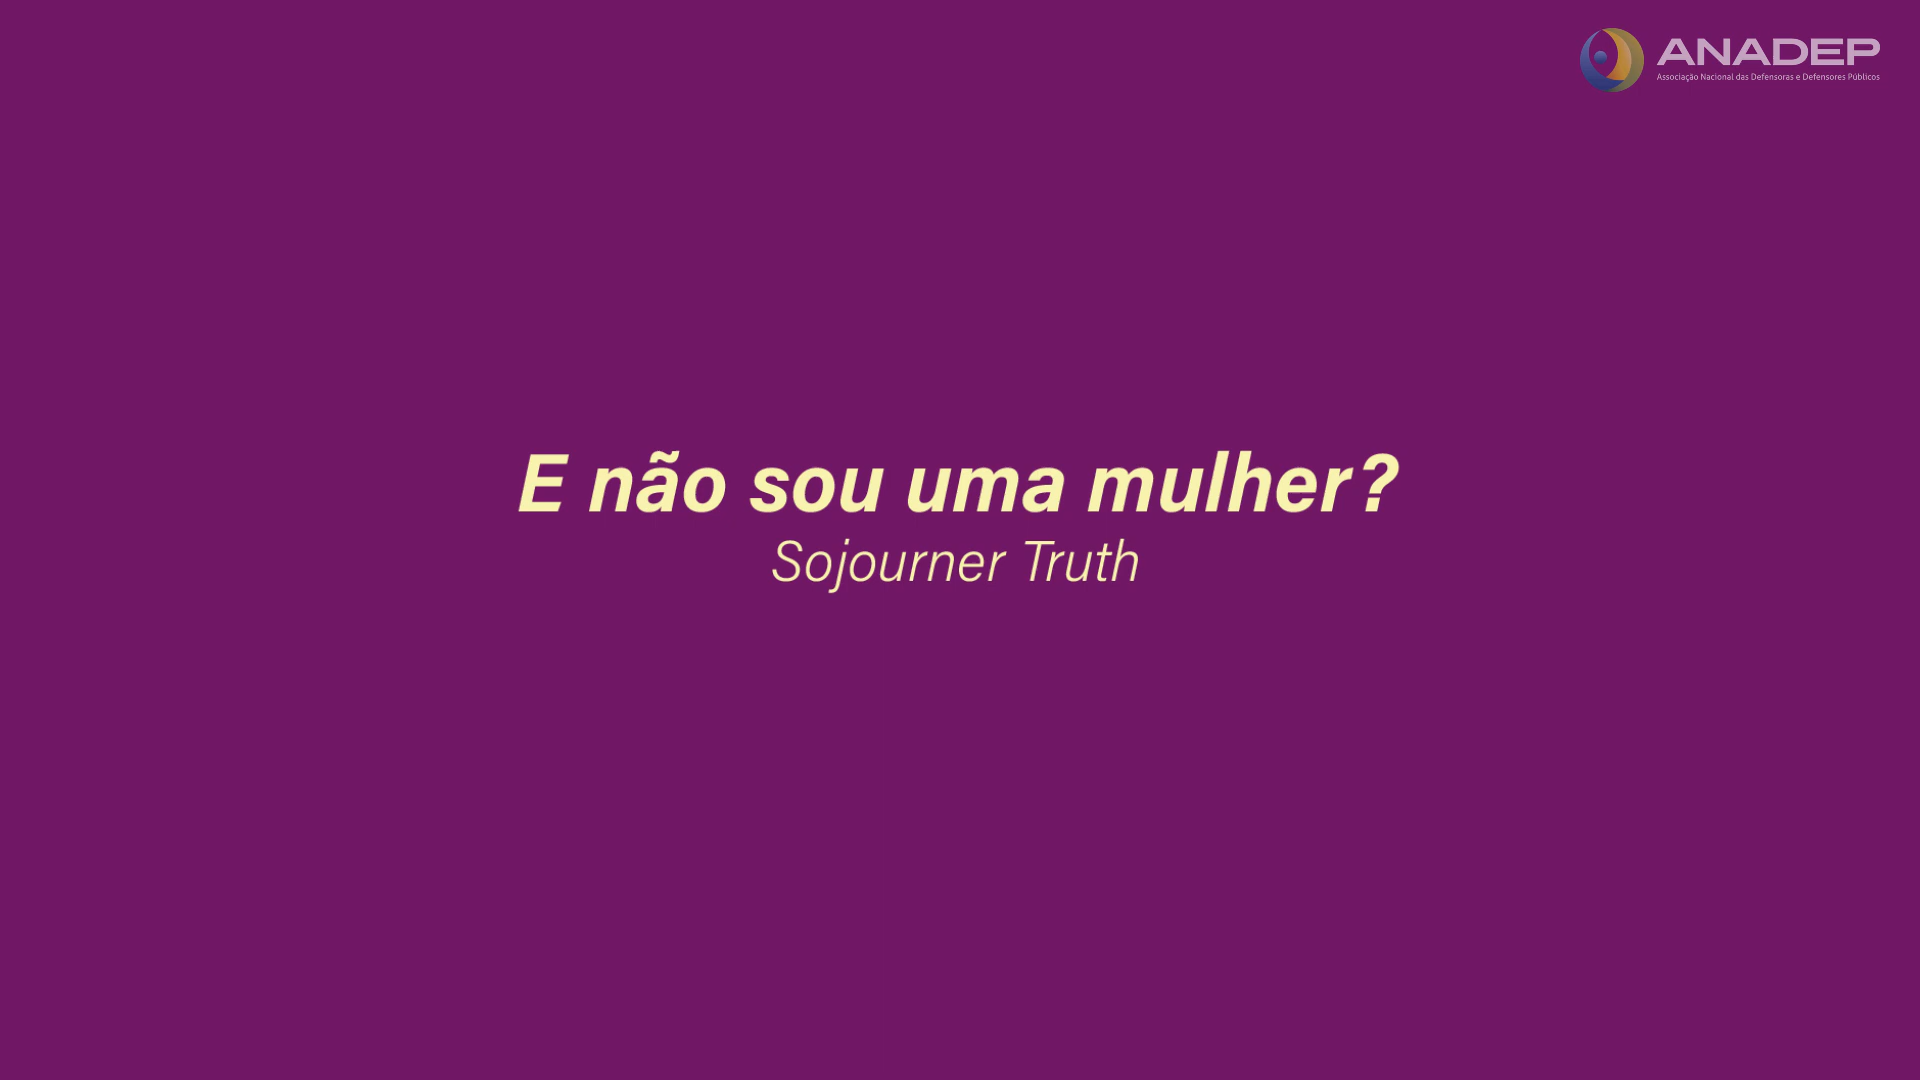 ANADEP
Associação Nacional das Defensoras e Defensores Públicos
E não sou uma mulher?
Sojourner Truth